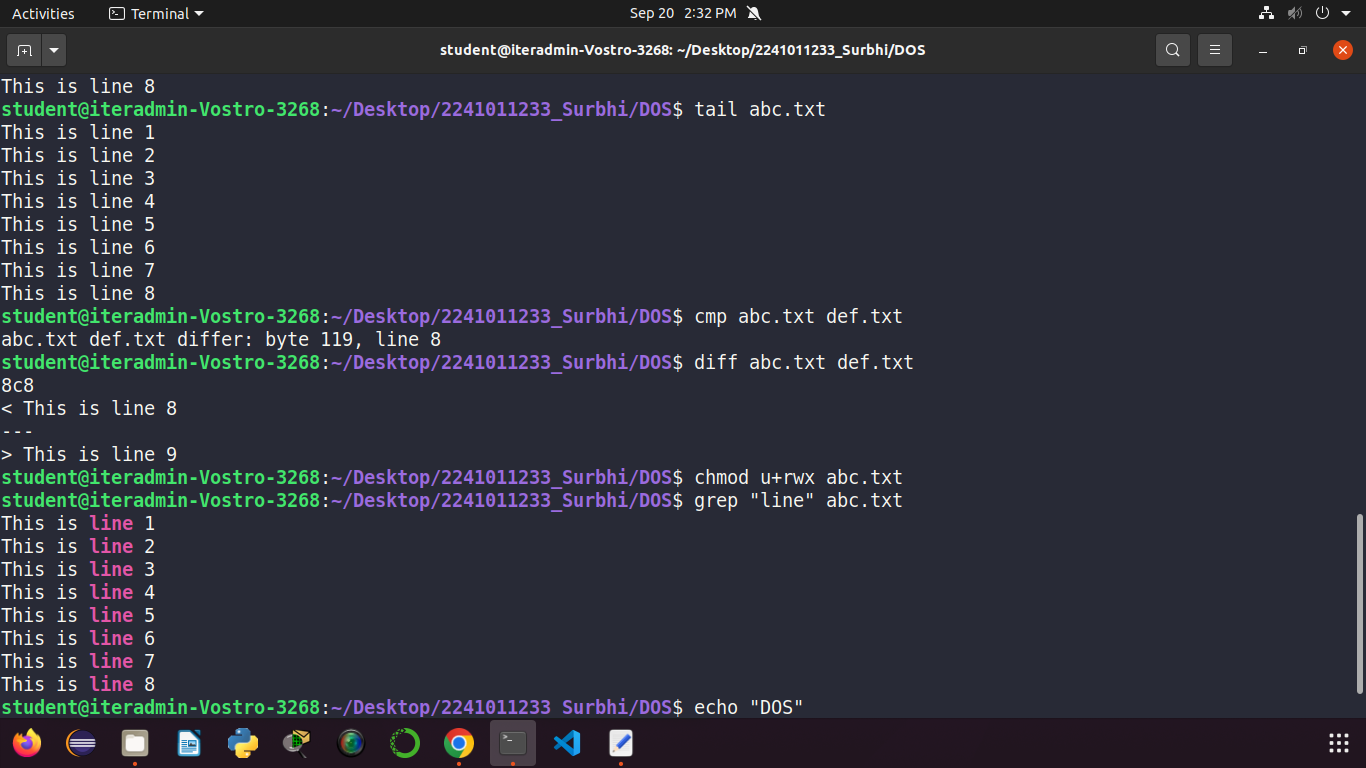 Activities Terminal Sep 20 2:32 PM
student@iteradmin-Vostro-3268: ~/Desktop/2241011233_Surbhi/DOS
This is line 8
student@iteradmin-Vostro-3268:~/Desktop/2241011233_Surbhi/DOS$ tail abc.txt
This is line 1
This is line 2
This is line 3
This is line 4
This is line 5
This is line 6
This is line 7
This is line 8
student@iteradmin-Vostro-3268:~/Desktop/2241011233_Surbhi/DOS$ cmp abc.txt def.txt
abc.txt def.txt differ: byte 119, line 8
student@iteradmin-Vostro-3268:~/Desktop/2241011233_Surbhi/DOS$ diff abc.txt def.txt
8c8
< This is line 8
---
> This is line 9
student@iteradmin-Vostro-3268:~/Desktop/2241011233_Surbhi/DOS$ chmod u+rwx abc.txt
student@iteradmin-Vostro-3268:~/Desktop/2241011233_Surbhi/DOS$ grep "line" abc.txt
This is line 1
This is line 2
This is line 3
This is line 4
This is line 5
This is line 6
This is line 7
This is line 8
student@iteradmin-Vostro-3268:~/Desktop/2241011233_Surbhi/DOS$ echo "DOS"